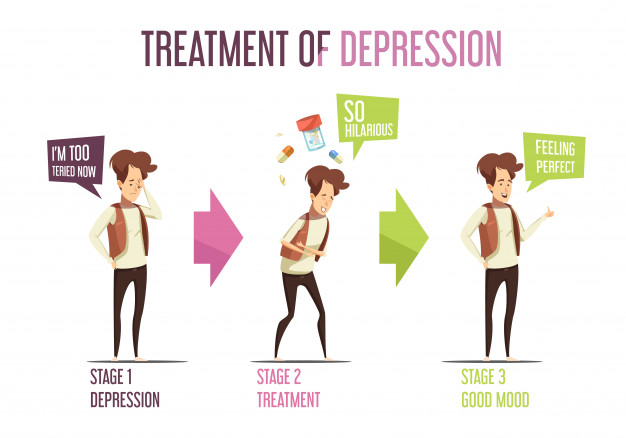 TREATMENT OF DEPRESSION
I'M TOO
TERIED NOW
SO
HILARIOUS
FEELING
PERFECT
STAGE 1
DEPRESSION
STAGE 2
TREATMENT
STAGE 3
GOOD MOOD